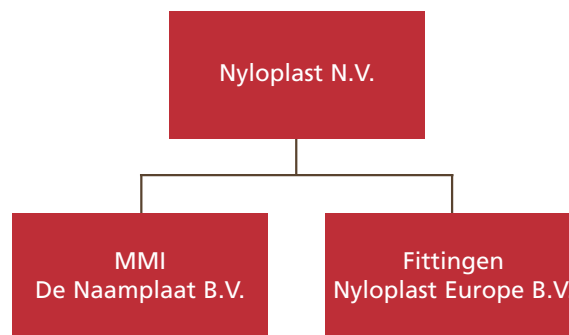 Nyloplast N.V.
MMI
De Naamplaat B.V.
Fittingen
Nyloplast Europe B.V.